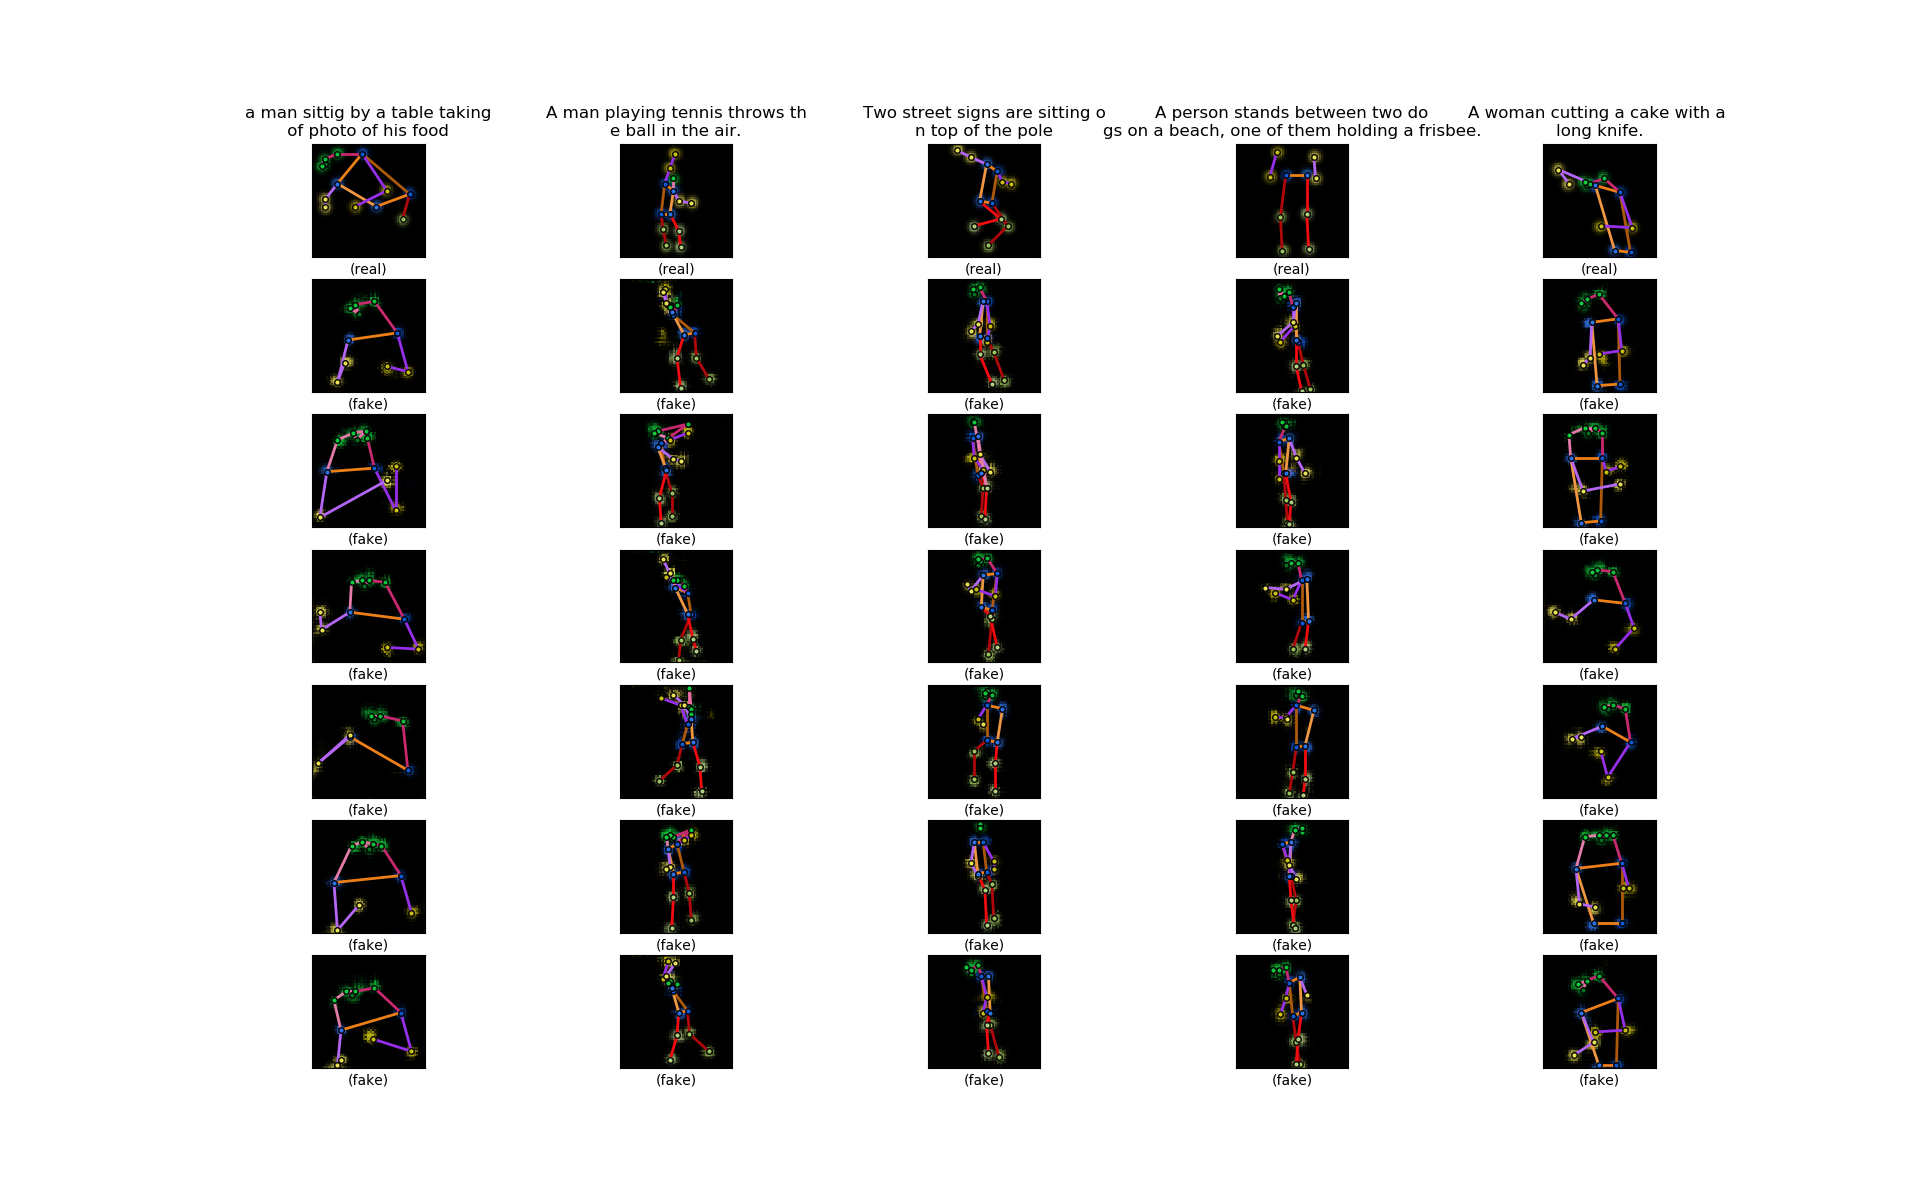 a man sittig by a table taking
of photo of his food
A man playing tennis throws th
e ball in the air.
Two street signs are sitting o
n top of the pole
A person stands between two do
gs on a beach, one of them holding a frisbee.
A woman cutting a cake with a
long knife.
(real) (real) (real) (real) (real)
(fake) (fake) (fake) (fake) (fake)
(fake) (fake) (fake) (fake) (fake)
(fake) (fake) (fake) (fake) (fake)
(fake) (fake) (fake) (fake) (fake)
(fake) (fake) (fake) (fake) (fake)
(fake) (fake) (fake) (fake) (fake)